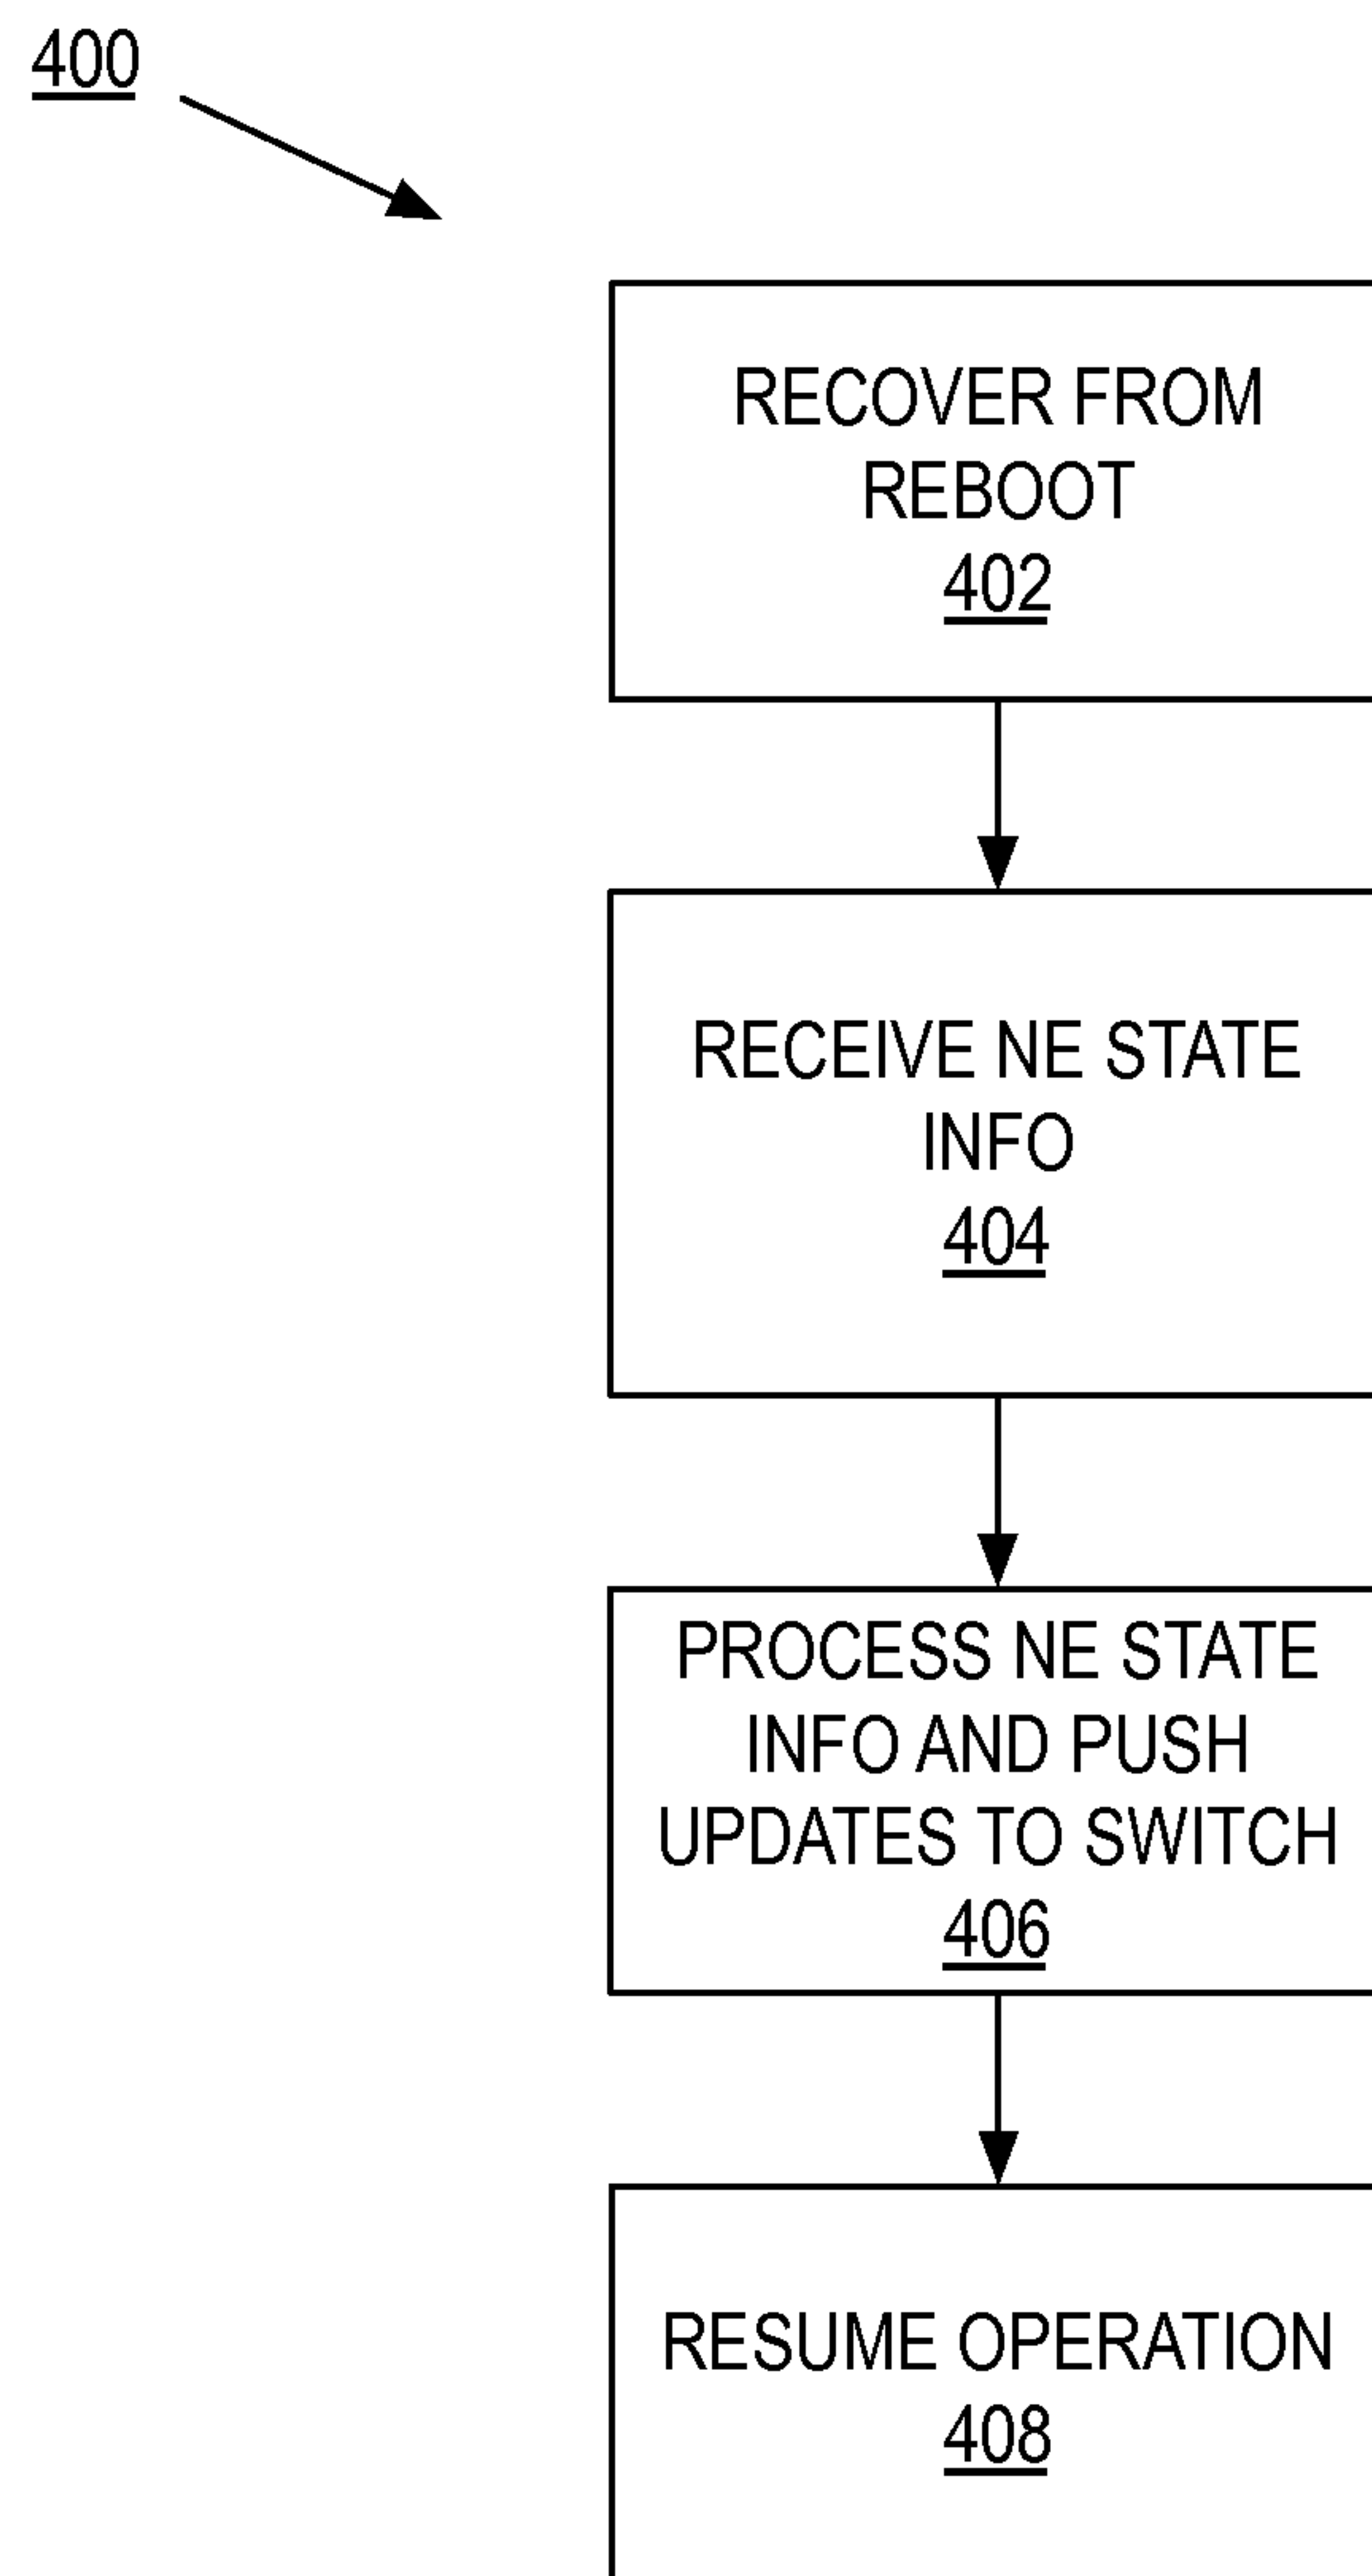 400
RECOVER FROM
REBOOT
402
RECEIVE NE STATE
INFO
404
PROCESS NE STATE
INFO AND PUSH
UPDATES TO SWITCH
406
RESUME OPERATION
408